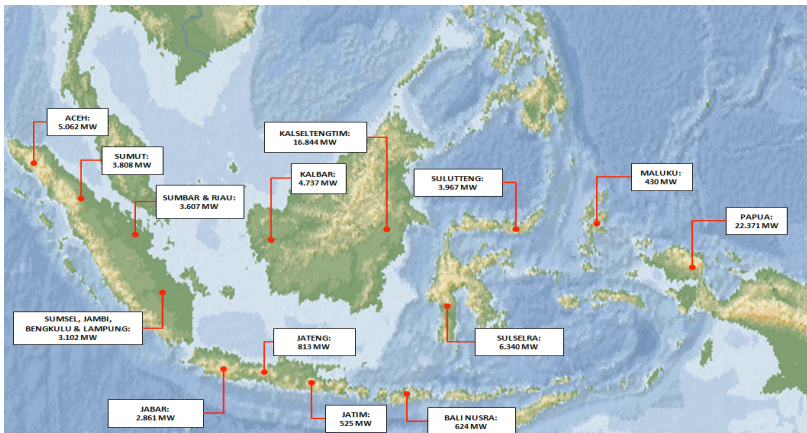 ACEH:
5.062 MW
SUMUT:
3.808 MW
SUMBAR & RIAU:
3.607 MW
SUMSEL, JAMBI,
BENGKULU & LAMPUNG:
3.102 MW
KALSELTENGTIM:
16.844 MW
KALBAR:
4.737 MW
SULUTTENG:
3.967 MW
MALUKU:
430 MW
PAPUA:
22.371 MW
JATENG:
813 MW
SULSELRA:
6.340 MW
JABAR:
2.861 MW
JATIM:
525 MW
BALI NUSRA:
624 MW